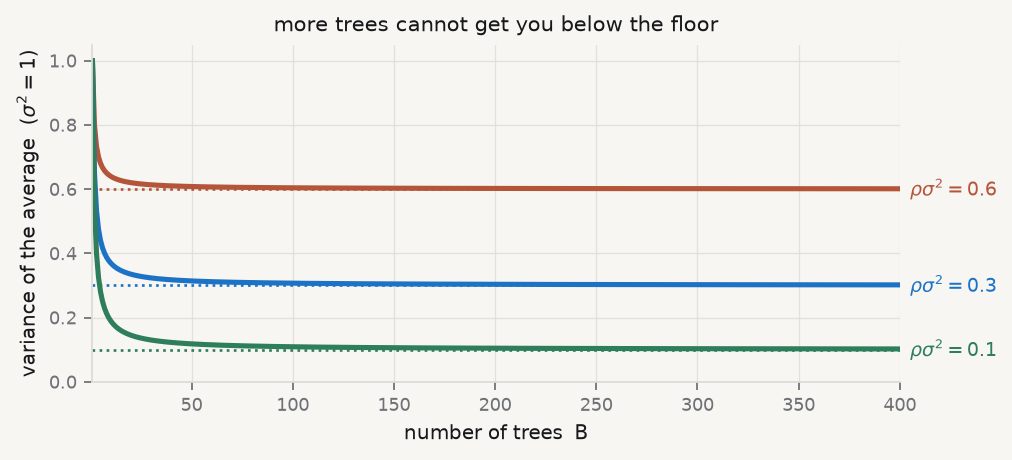 more trees cannot get you below the floor
variance of the average (σ² = 1)
1.0
0.8
0.6
0.4
0.2
0.0
ρσ² = 0.6
ρσ² = 0.3
ρσ² = 0.1
50 100 150 200 250 300 350 400
number of trees B